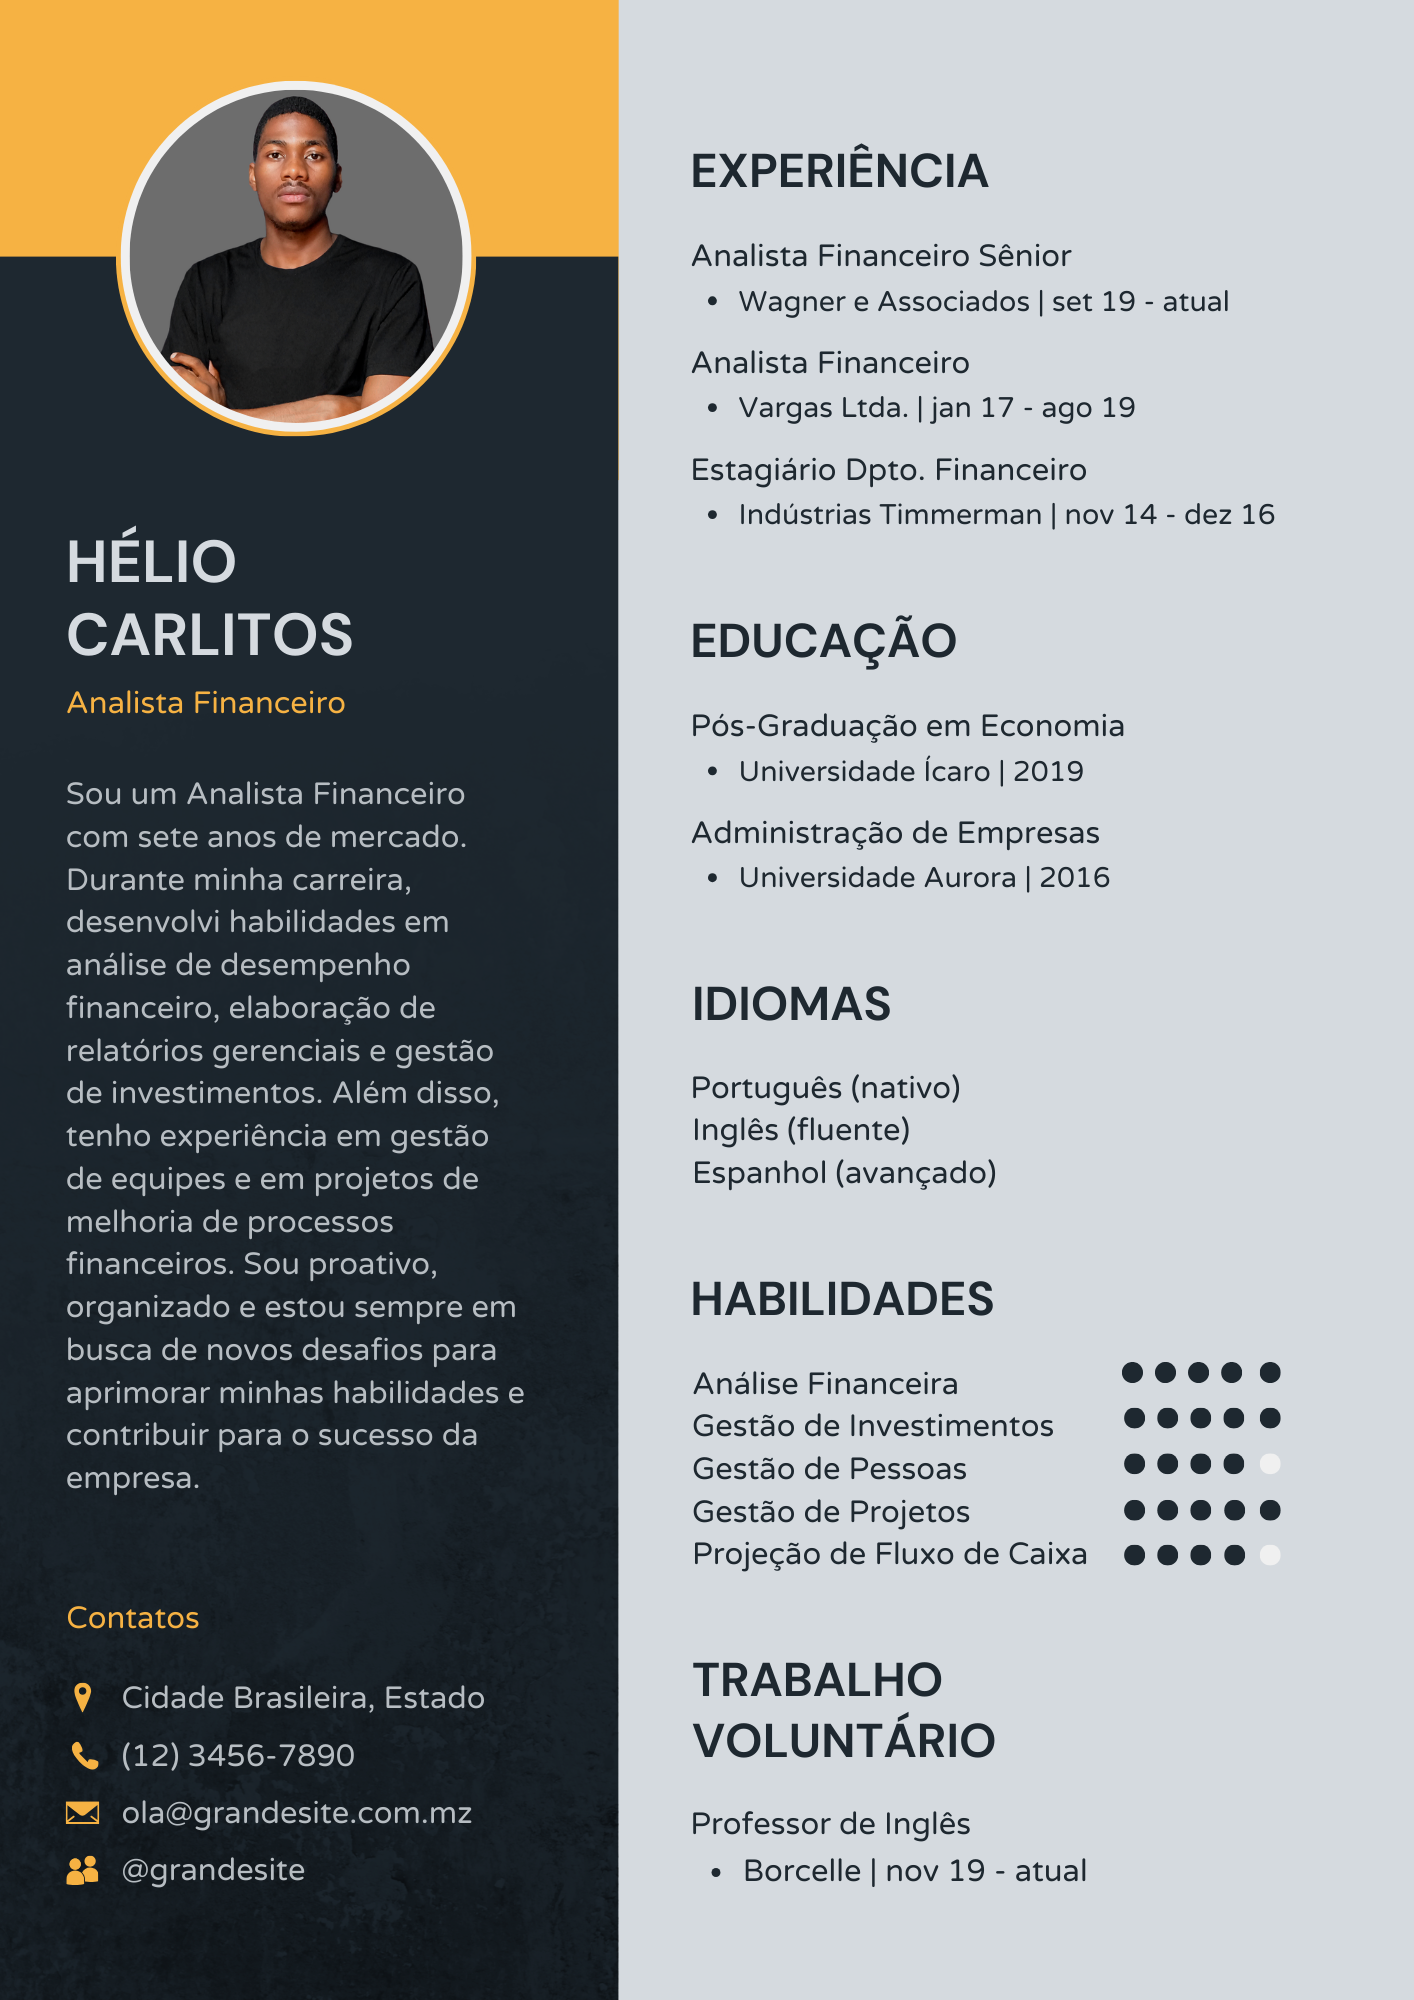 HÉLIO
CARLITOS
Analista Financeiro
Sou um Analista Financeiro
com sete anos de mercado.
Durante minha carreira,
desenvolvi habilidades em
análise de desempenho
financeiro, elaboração de
relatórios gerenciais e gestão
de investimentos. Além disso,
tenho experiência em gestão
de equipes e em projetos de
melhoria de processos
financeiros. Sou proativo,
organizado e estou sempre em
busca de novos desafios para
aprimorar minhas habilidades e
contribuir para o sucesso da
empresa.
Contatos
Cidade Brasileira, Estado
(12) 3456-7890
ola@grandesite.com.mz
@grandesite
EXPERIÊNCIA
Analista Financeiro Sênior
• Wagner e Associados | set 19 - atual
Analista Financeiro
• Vargas Ltda. | jan 17 - ago 19
Estagiário Dpto. Financeiro
• Indústrias Timmerman | nov 14 - dez 16
EDUCAÇÃO
Pós-Graduação em Economia
• Universidade Ícaro | 2019
Administração de Empresas
• Universidade Aurora | 2016
IDIOMAS
Português (nativo)
Inglês (fluente)
Espanhol (avançado)
HABILIDADES
Análise Financeira
Gestão de Investimentos
Gestão de Pessoas
Gestão de Projetos
Projeção de Fluxo de Caixa
TRABALHO
VOLUNTÁRIO
Professor de Inglês
• Borcelle | nov 19 - atual